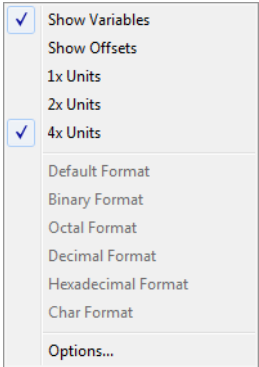 Show Variables
Show Offsets
1x Units
2x Units
4x Units
Default Format
Binary Format
Octal Format
Decimal Format
Hexadecimal Format
Char Format
Options...